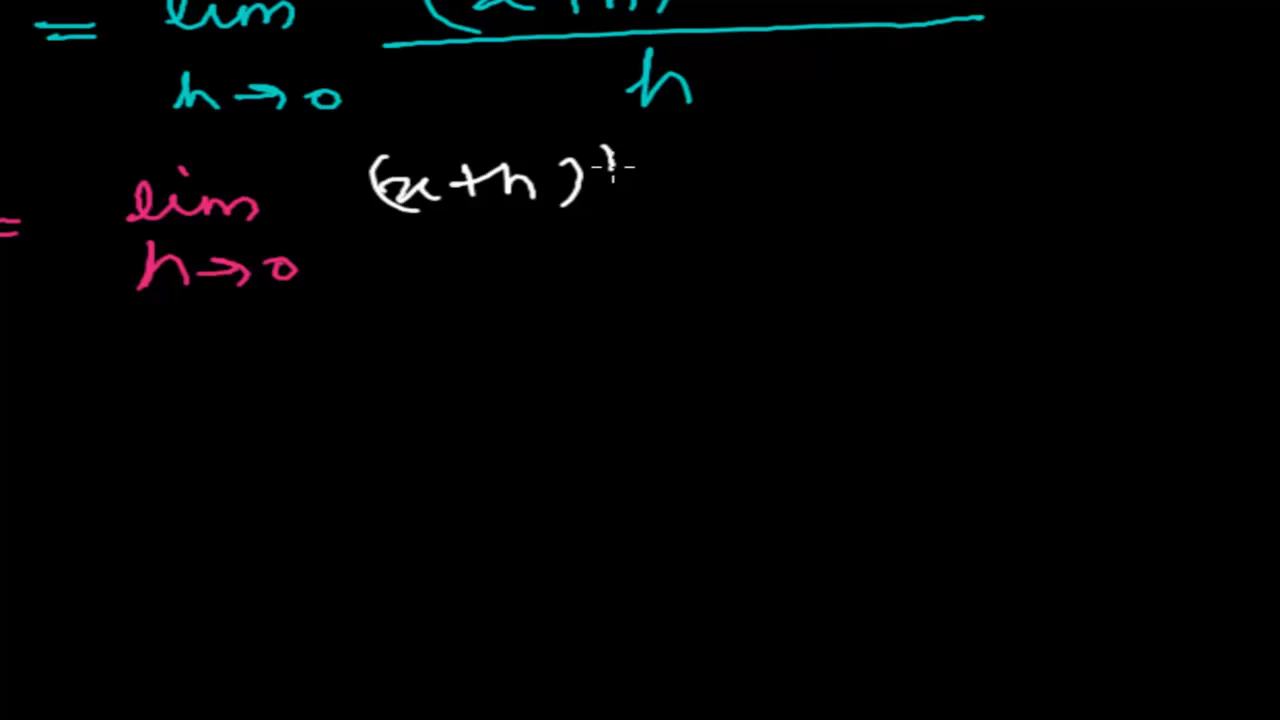 = lim (x+h)
h→0 h
= lim (x+h)
h→0